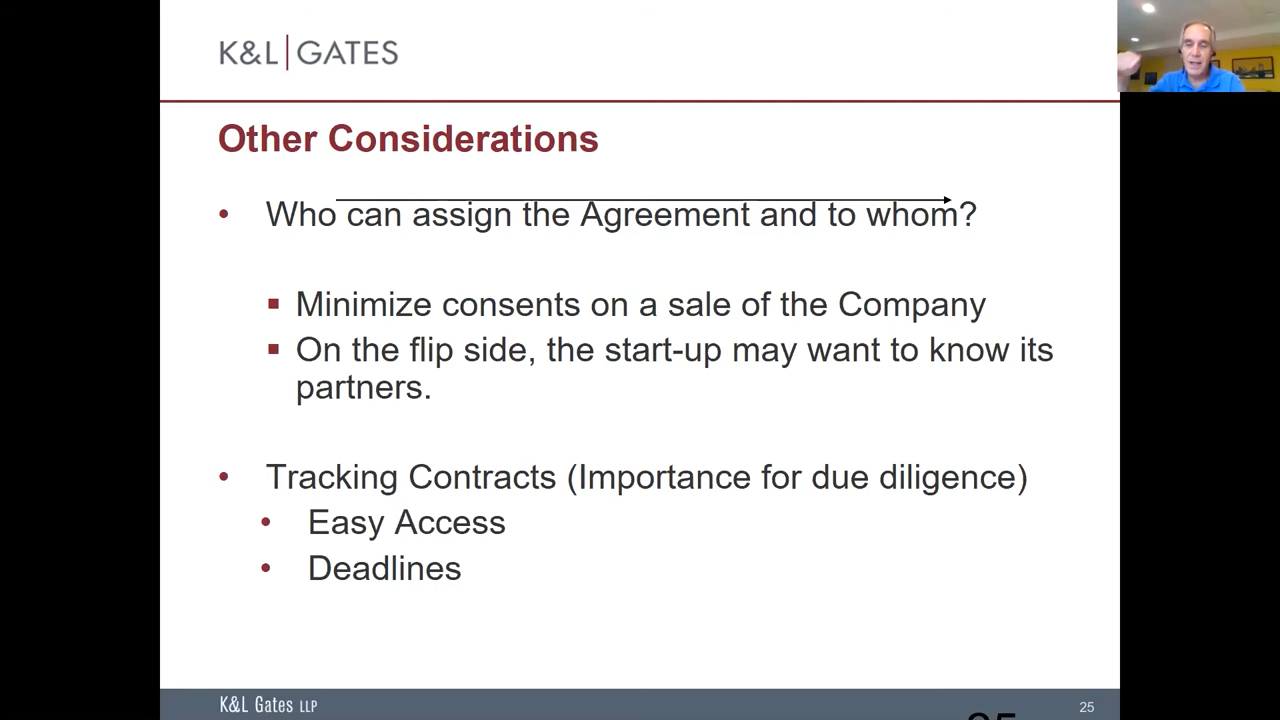 K&L|GATES
Other Considerations
• Who can assign the Agreement and to whom?
▪ Minimize consents on a sale of the Company
▪ On the flip side, the start-up may want to know its
partners.
• Tracking Contracts (Importance for due diligence)
• Easy Access
• Deadlines
K&L Gates LLP
25